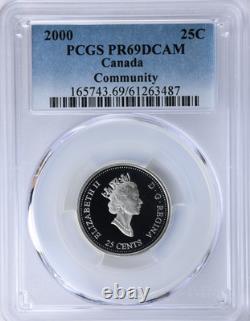 2000 25C
PCGS PR69DCAM
Canada
Community
165743.69/61263487
ELIZABETH II D·G·REGINA
25 CENTS